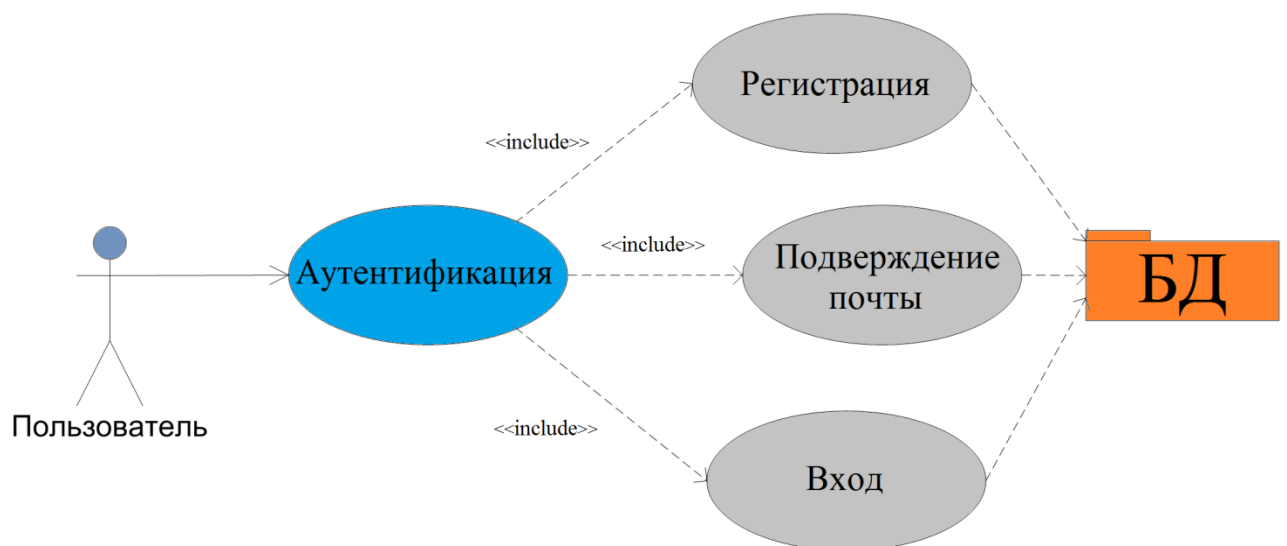 Регистрация
<<include>>
Аутентификация
<<include>>
Подверждение
почты
БД
Пользователь
<<include>>
Вход